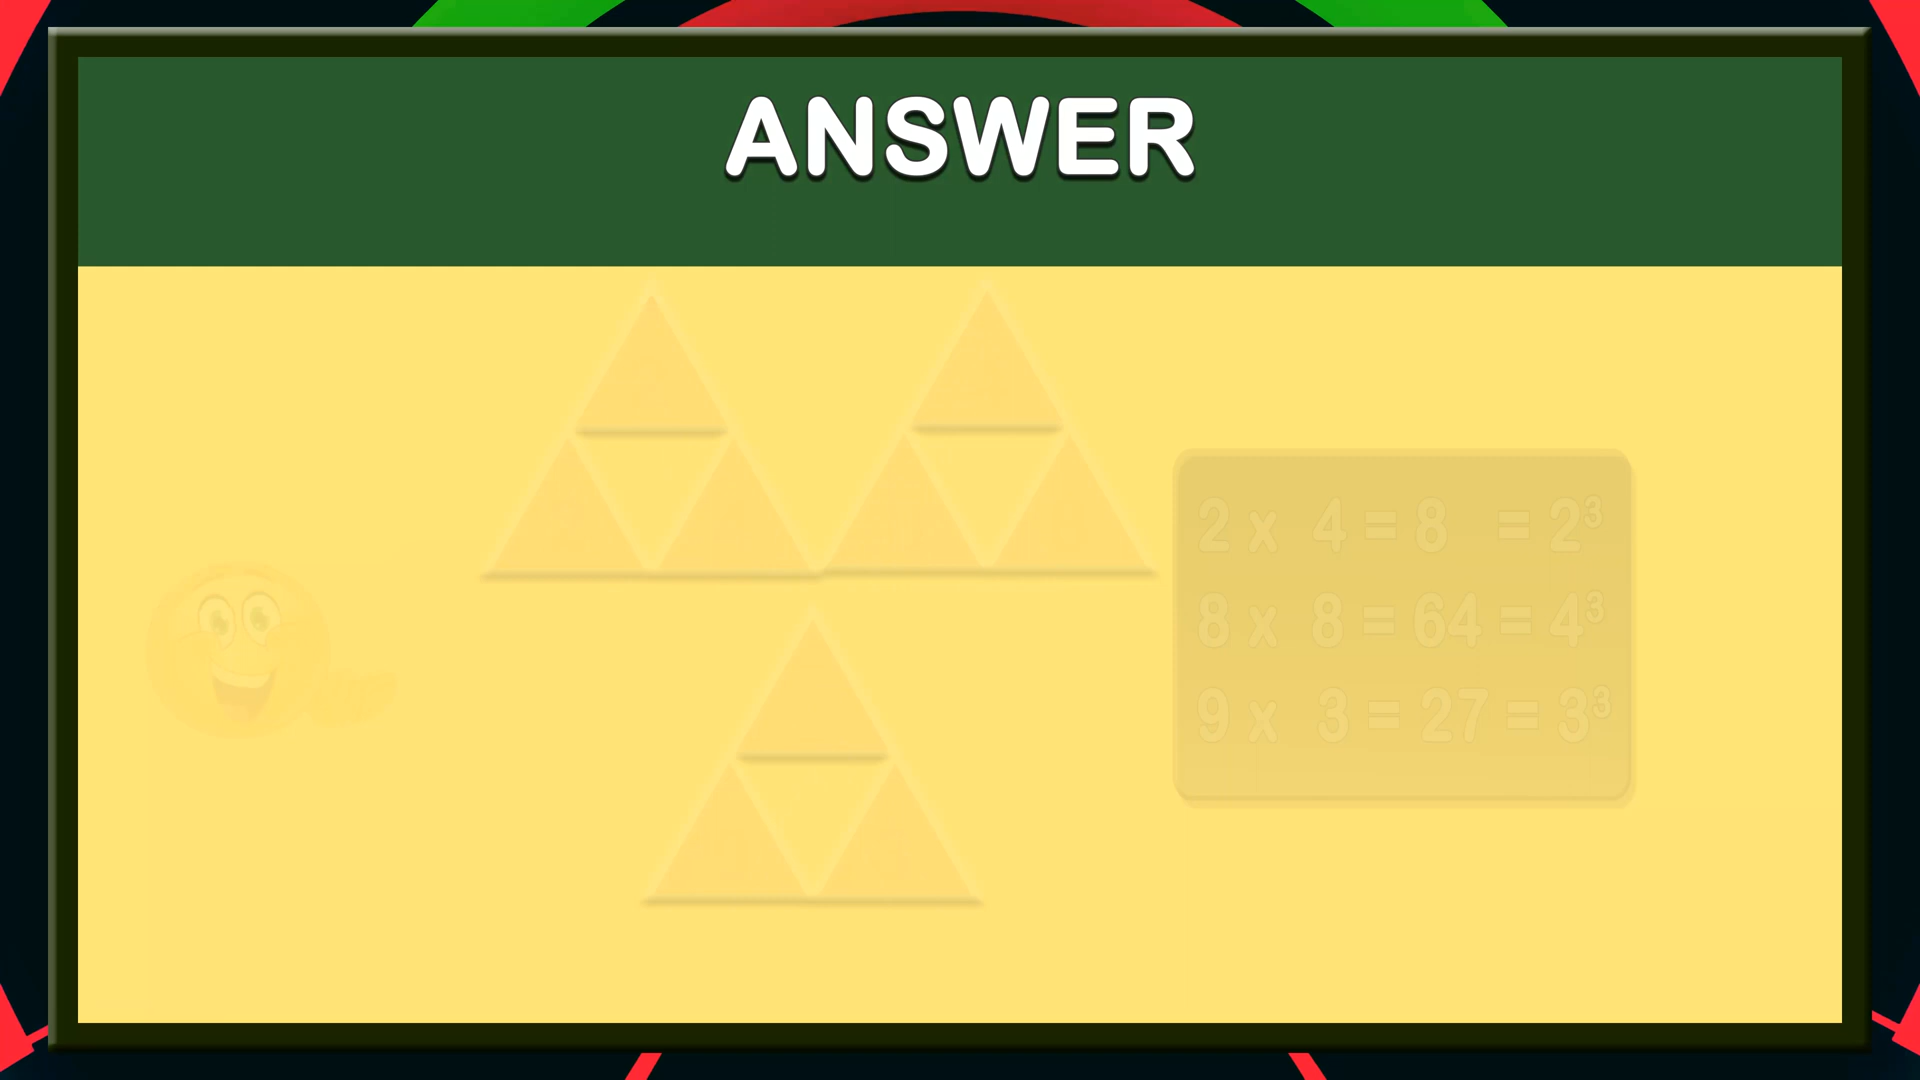 ANSWER
2 x 4 = 8 = 2³
8 x 8 = 64 = 4³
9 x 3 = 27 = 3³